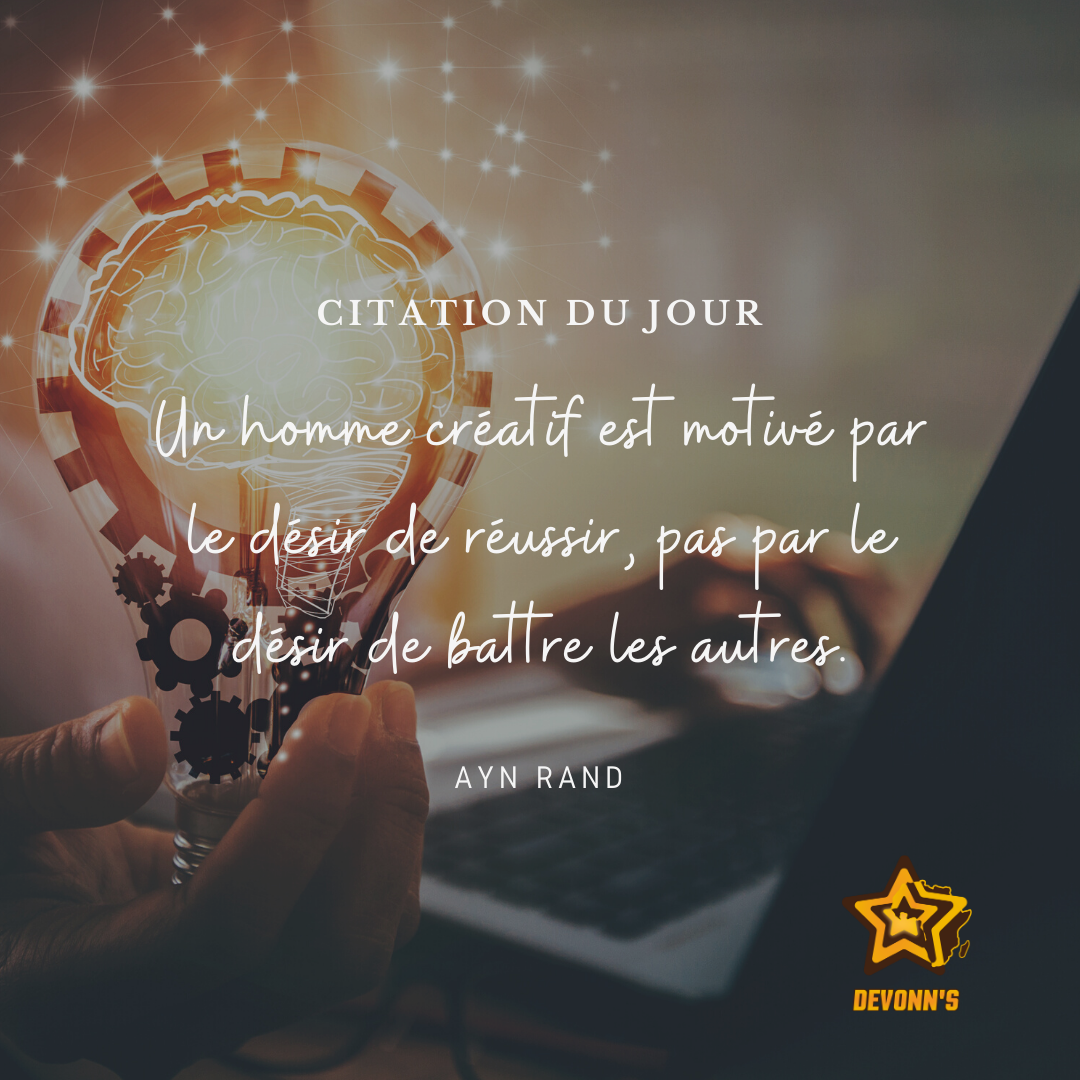 CITATION DU JOUR
Un homme créatif est motivé par
le désir de réussir, pas par le
désir de battre les autres.
AYN RAND
DEVONN'S